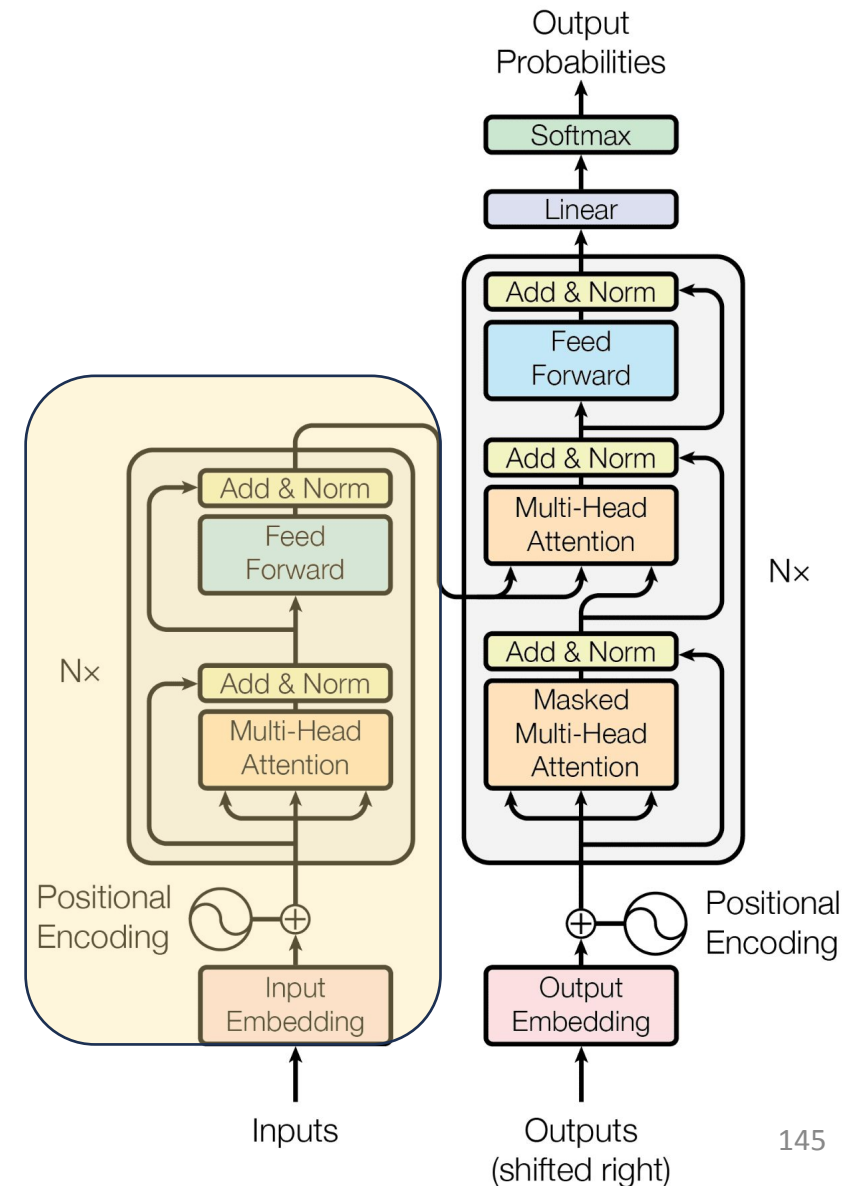 Output
Probabilities
Softmax
Linear
Add & Norm
Feed
Forward
Add & Norm
Multi-Head
Attention
Nx
Add & Norm
Masked
Multi-Head
Attention
Positional
Encoding
Output
Embedding
Outputs
(shifted right)
Add & Norm
Feed
Forward
Nx
Add & Norm
Multi-Head
Attention
Positional
Encoding
Input
Embedding
Inputs
145